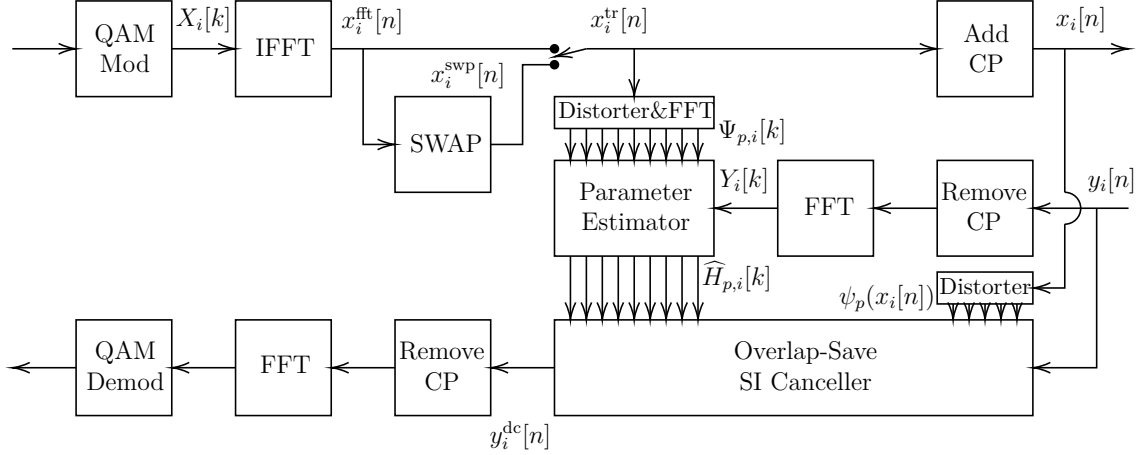 QAM
Mod
X_i[k]
IFFT
x_i^{fft}[n]
x_i^{swp}[n]
x_i^{tr}[n]
Add
CP
x_i[n]
SWAP
Distorter&FFT
Ψ_{p,i}[k]
Parameter
Estimator
Y_i[k]
FFT
Remove
CP
y_i[n]
\widehat{H}_{p,i}[k]
ψ_p(x_i[n])
Distorter
QAM
Demod
FFT
Remove
CP
Overlap-Save
SI Canceller
y_i^{dc}[n]